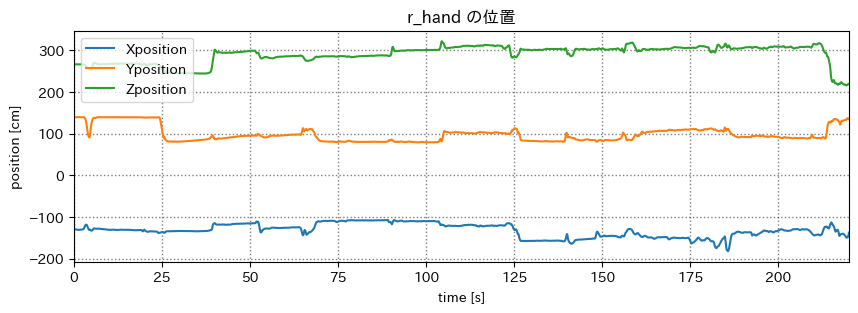 r_hand の位置
Xposition
Yposition
Zposition
position [cm]
300
200
100
0
−100
−200
0
25
50
75
100
125
150
175
200
time [s]